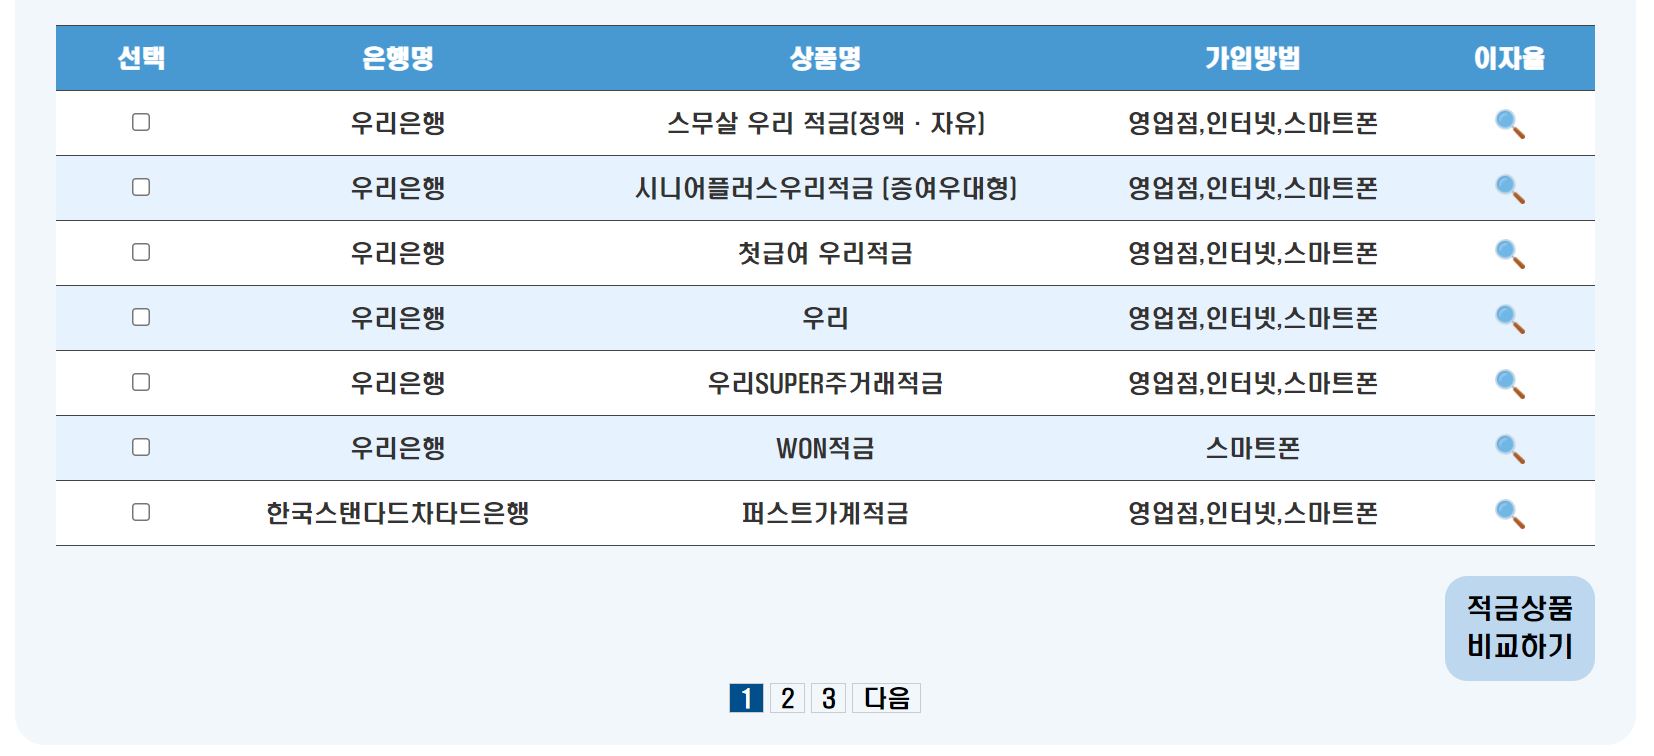 선택 은행명 상품명 가입방법 이자율
우리은행 스무살 우리 적금(정액 · 자유) 영업점,인터넷,스마트폰
우리은행 시니어플러스우리적금 (증여우대형) 영업점,인터넷,스마트폰
우리은행 첫급여 우리적금 영업점,인터넷,스마트폰
우리은행 우리 영업점,인터넷,스마트폰
우리은행 우리SUPER주거래적금 영업점,인터넷,스마트폰
우리은행 WON적금 스마트폰
한국스탠다드차타드은행 퍼스트가계적금 영업점,인터넷,스마트폰
적금상품
비교하기
1 2 3 다음